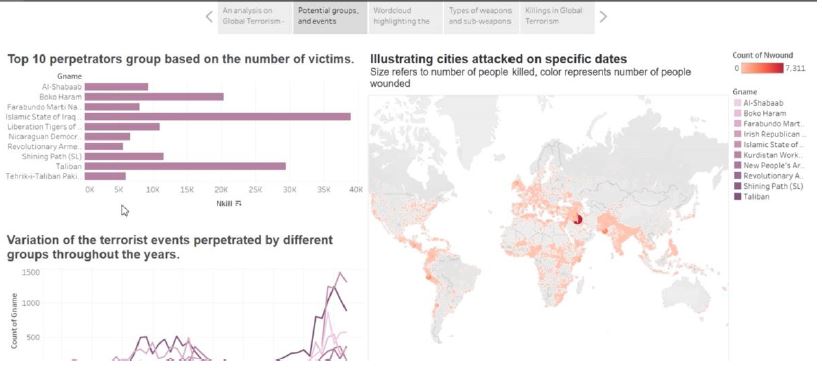 An analysis on
Global Terrorism -
Potential groups,
and events
Wordcloud
highlighting the
Types of weapons
and sub-weapons
Killings in Global
Terrorism
Top 10 perpetrators group based on the number of victims.
Gname
Al-Shabaab
Boko Haram
Farabundo Marti Na..
Islamic State of Iraq..
Liberation Tigers of ..
Nicaraguan Democr..
Revolutionary Arme..
Shining Path (SL)
Taliban
Tehrik-i-Taliban Paki..
0K 5K 10K 15K 20K 25K 30K 35K 40K
Nkill
Illustrating cities attacked on specific dates
Size refers to number of people killed, color represents number of people
wounded
Count of Nwound
0 7,311
Gname
Al-Shabaab
Boko Haram
Farabundo Mart..
Irish Republican ..
Islamic State of ..
Kurdistan Work..
New People's Ar..
Revolutionary A..
Shining Path (SL)
Taliban
Variation of the terrorist events perpetrated by different
groups throughout the years.
Count of Gname
1500
1000
500